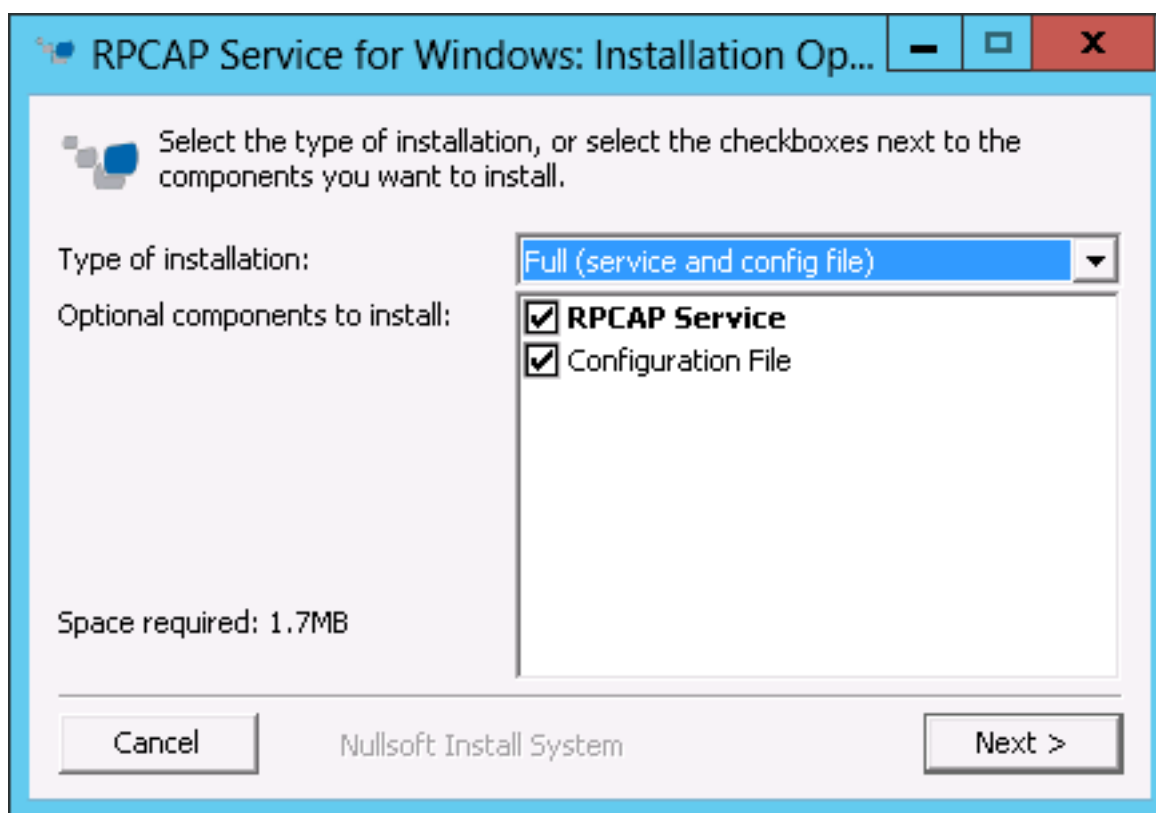 RPCAP Service for Windows: Installation Op...
Select the type of installation, or select the checkboxes next to the
components you want to install.
Type of installation:
Full (service and config file)
Optional components to install:
RPCAP Service
Configuration File
Space required: 1.7MB
Cancel
Nullsoft Install System
Next >